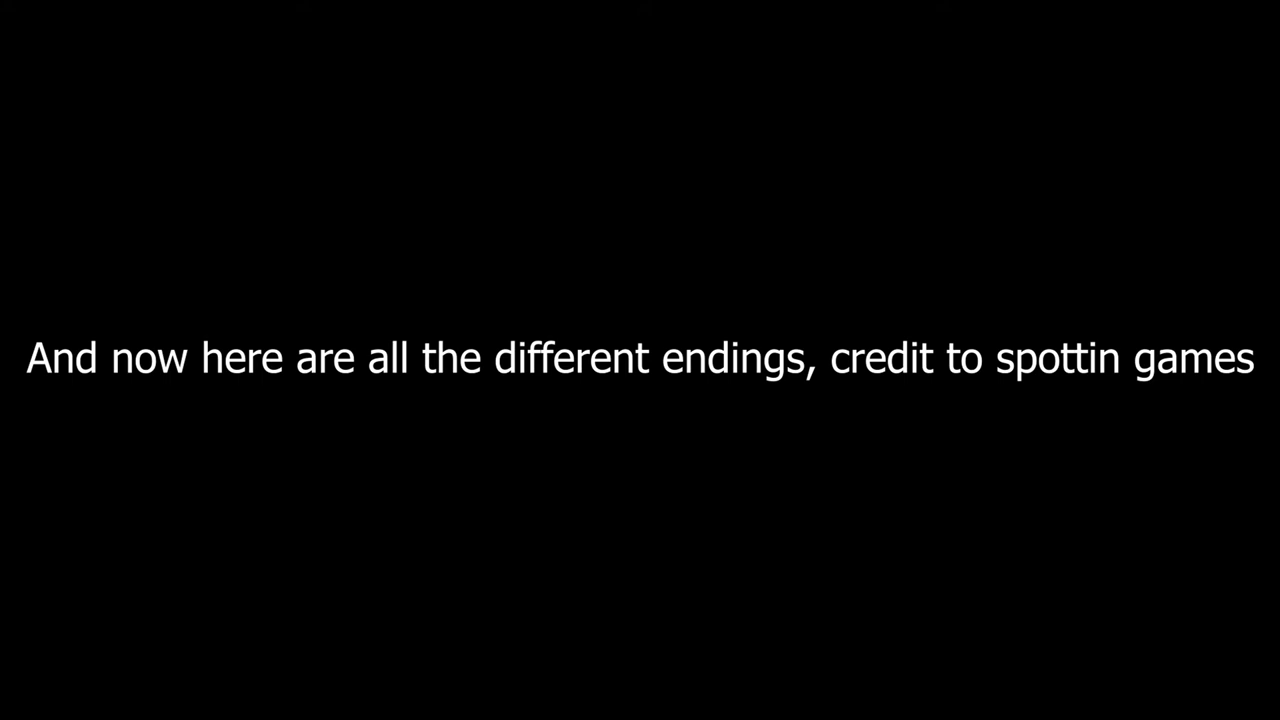 And now here are all the different endings, credit to spottin games